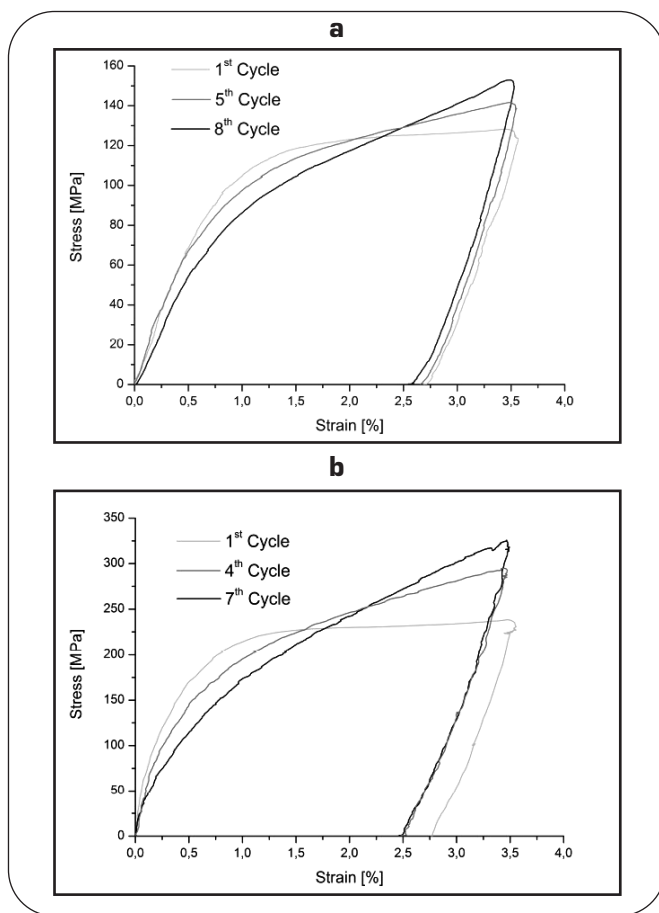 a
1st Cycle
5th Cycle
8th Cycle
Stress [MPa]
160
140
120
100
80
60
40
20
0
0,0 0,5 1,0 1,5 2,0 2,5 3,0 3,5 4,0
Strain [%]
b
1st Cycle
4th Cycle
7th Cycle
Stress [MPa]
350
300
250
200
150
100
50
0
0,0 0,5 1,0 1,5 2,0 2,5 3,0 3,5 4,0
Strain [%]